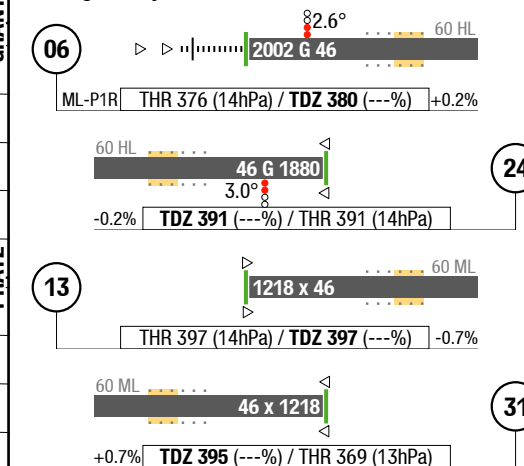 2.6°
60 HL
06
2002 G 46
ML-P1R THR 376 (14hPa) / TDZ 380 (---%) +0.2%
60 HL
46 G 1880
24
3.0°
-0.2% TDZ 391 (---%) / THR 391 (14hPa)
60 ML
13
1218 x 46
THR 397 (14hPa) / TDZ 397 (---%) -0.7%
60 ML
46 x 1218
31
+0.7% TDZ 395 (---%) / THR 369 (13hPa)